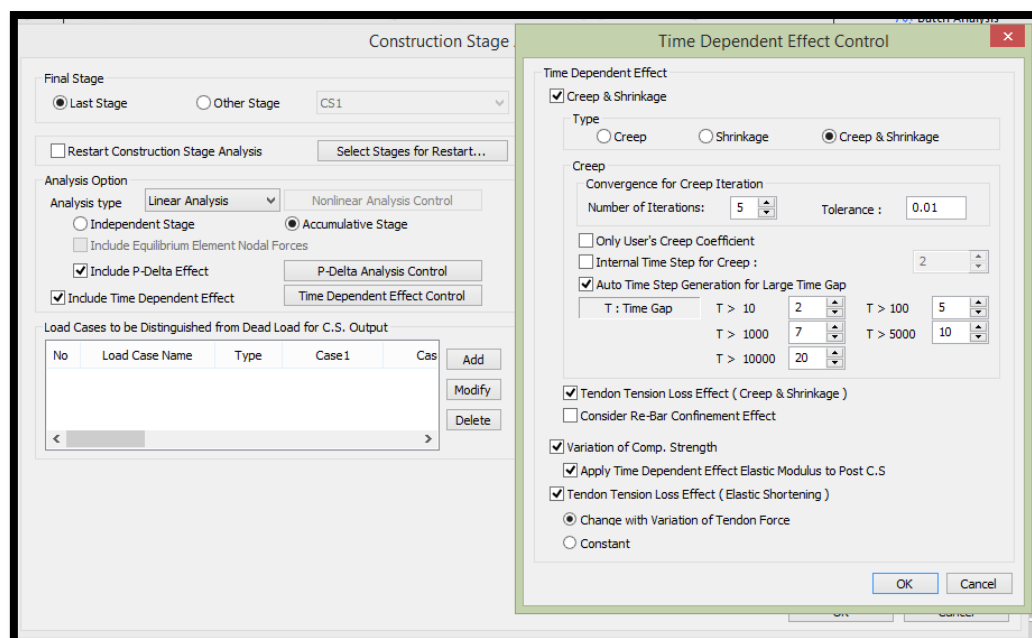 Batch Analysis
Construction Stage
Final Stage
Last Stage
Other Stage
CS1
Restart Construction Stage Analysis
Select Stages for Restart...
Analysis Option
Analysis type
Linear Analysis
Nonlinear Analysis Control
Independent Stage
Accumulative Stage
Include Equilibrium Element Nodal Forces
Include P-Delta Effect
P-Delta Analysis Control
Include Time Dependent Effect
Time Dependent Effect Control
Load Cases to be Distinguished from Dead Load for C.S. Output
No Load Case Name Type Case1 Cas
Add
Modify
Delete
Time Dependent Effect Control
Time Dependent Effect
Creep & Shrinkage
Type
Creep
Shrinkage
Creep & Shrinkage
Creep
Convergence for Creep Iteration
Number of Iterations: 5 Tolerance : 0.01
Only User's Creep Coefficient
Internal Time Step for Creep : 2
Auto Time Step Generation for Large Time Gap
T : Time Gap T > 10 2 T > 100 5
T > 1000 7 T > 5000 10
T > 10000 20
Tendon Tension Loss Effect ( Creep & Shrinkage )
Consider Re-Bar Confinement Effect
Variation of Comp. Strength
Apply Time Dependent Effect Elastic Modulus to Post C.S
Tendon Tension Loss Effect ( Elastic Shortening )
Change with Variation of Tendon Force
Constant
OK Cancel
OK Cancel